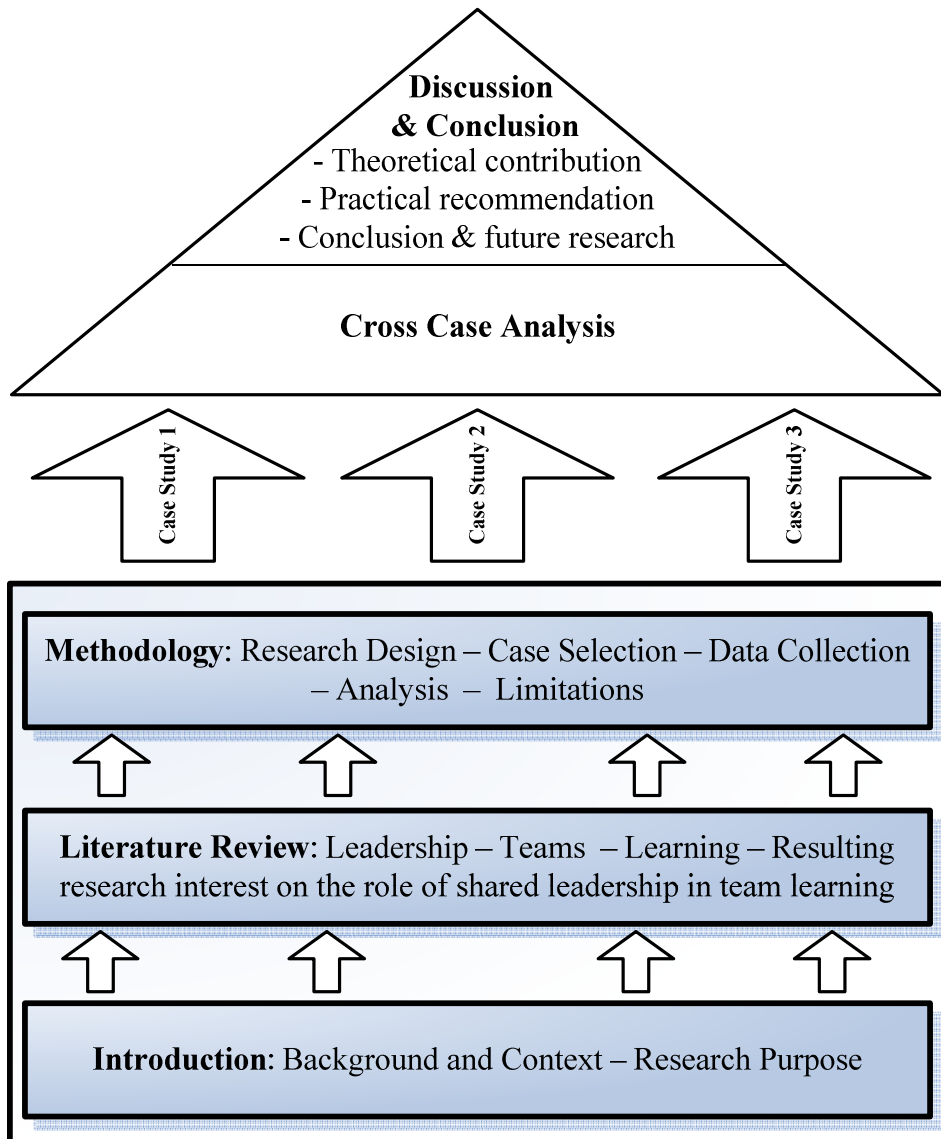 Discussion
& Conclusion
- Theoretical contribution
- Practical recommendation
- Conclusion & future research
Cross Case Analysis
Case Study 1
Case Study 2
Case Study 3
Methodology: Research Design – Case Selection – Data Collection
– Analysis – Limitations
Literature Review: Leadership – Teams – Learning – Resulting
research interest on the role of shared leadership in team learning
Introduction: Background and Context – Research Purpose